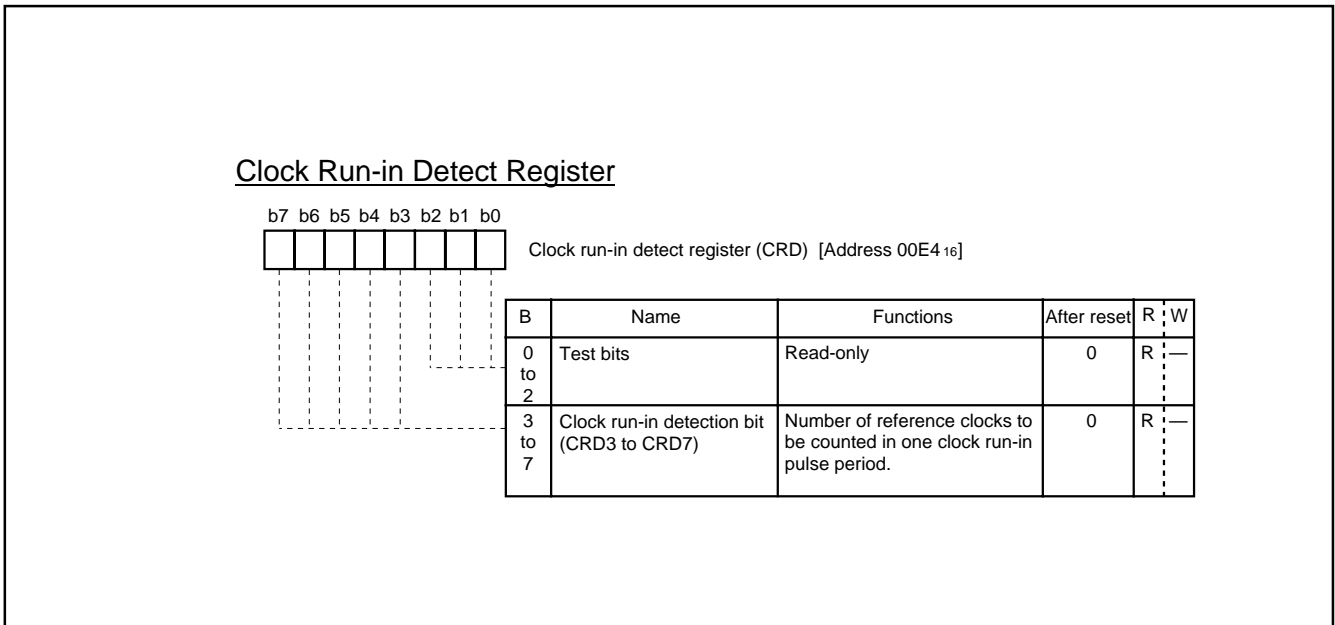 Clock Run-in Detect Register
b7 b6 b5 b4 b3 b2 b1 b0
Clock run-in detect register (CRD) [Address 00E4 16]
B Name Functions After reset R W
0 Test bits Read-only 0 R —
to
2
3 Clock run-in detection bit Number of reference clocks to 0 R —
to (CRD3 to CRD7) be counted in one clock run-in
7 pulse period.